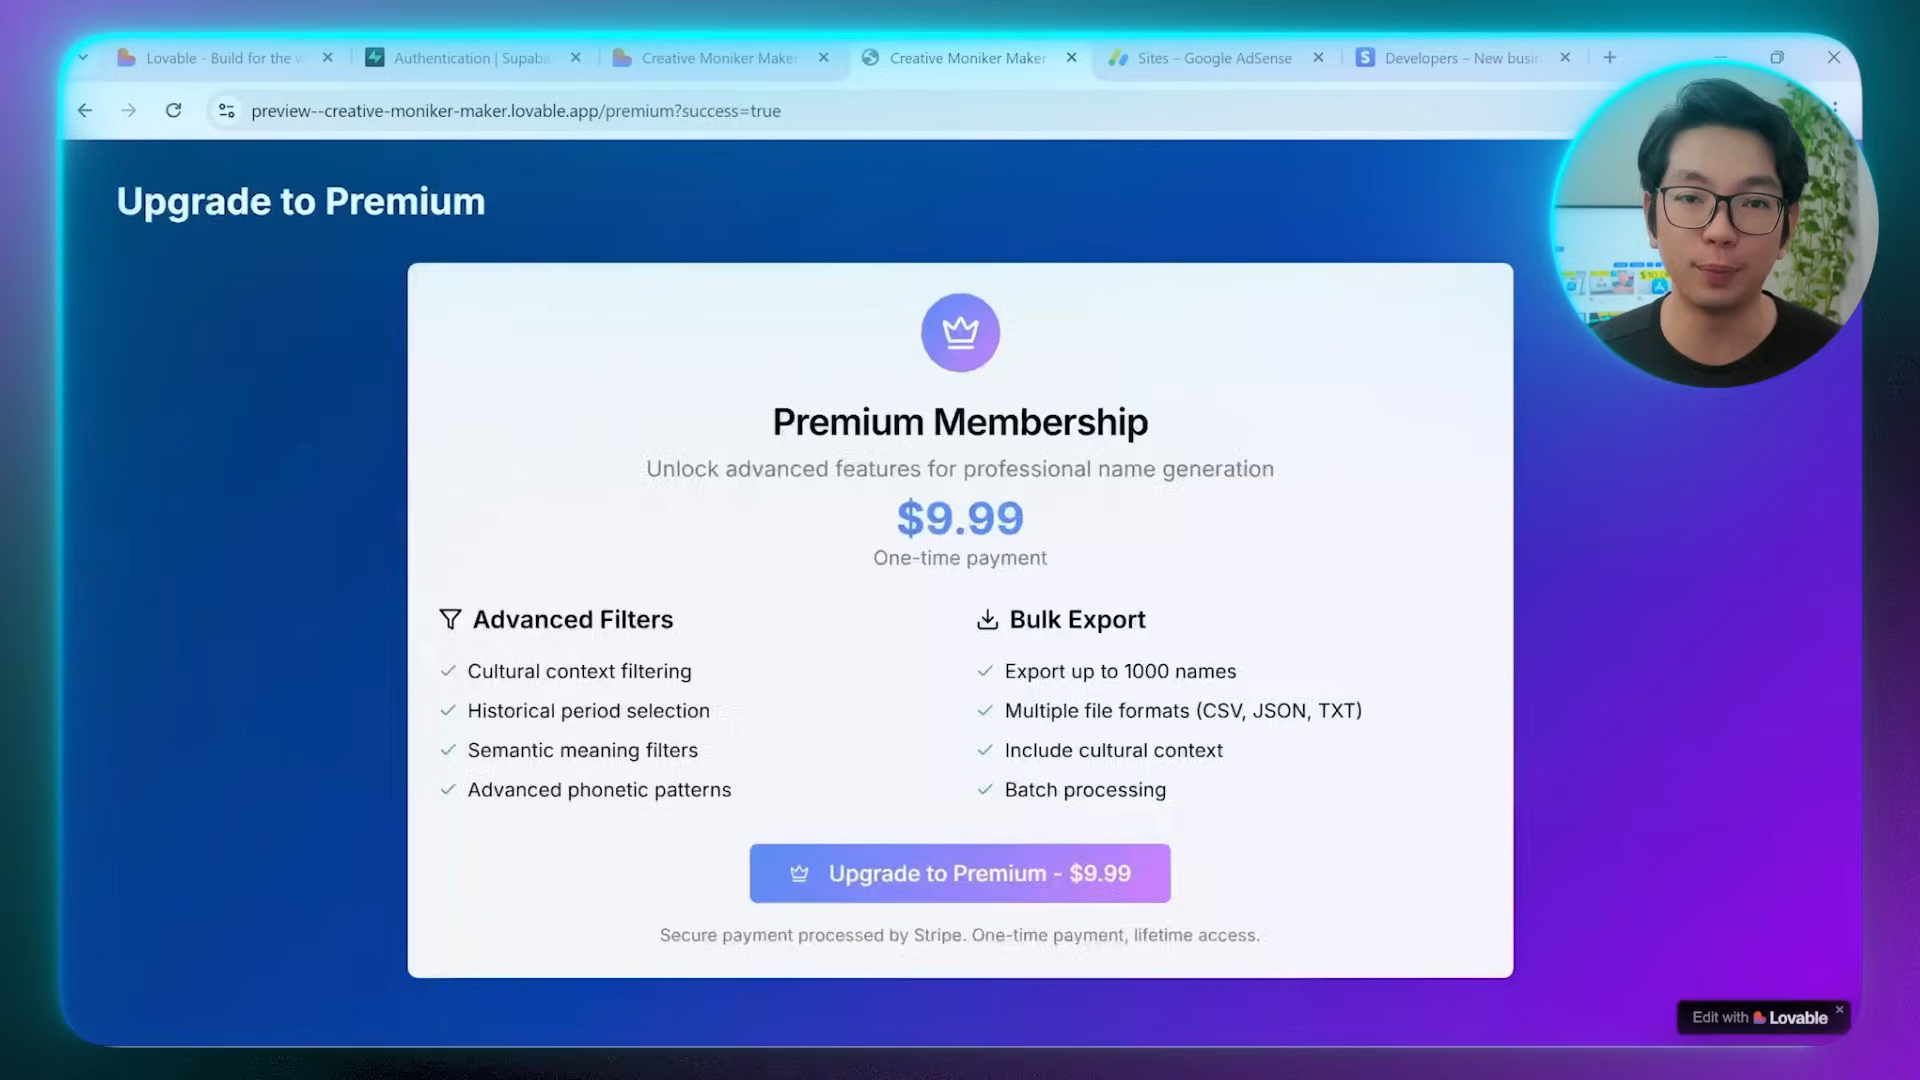 Lovable - Build for the w
Authentication | Supaba
Creative Moniker Maker
Creative Moniker Maker
Sites – Google AdSense
S
Developers – New busin
preview--creative-moniker-maker.lovable.app/premium?success=true
Upgrade to Premium
Premium Membership
Unlock advanced features for professional name generation
$9.99
One-time payment
Advanced Filters
Cultural context filtering
Historical period selection
Semantic meaning filters
Advanced phonetic patterns
Bulk Export
Export up to 1000 names
Multiple file formats (CSV, JSON, TXT)
Include cultural context
Batch processing
Upgrade to Premium - $9.99
Secure payment processed by Stripe. One-time payment, lifetime access.
Edit with Lovable